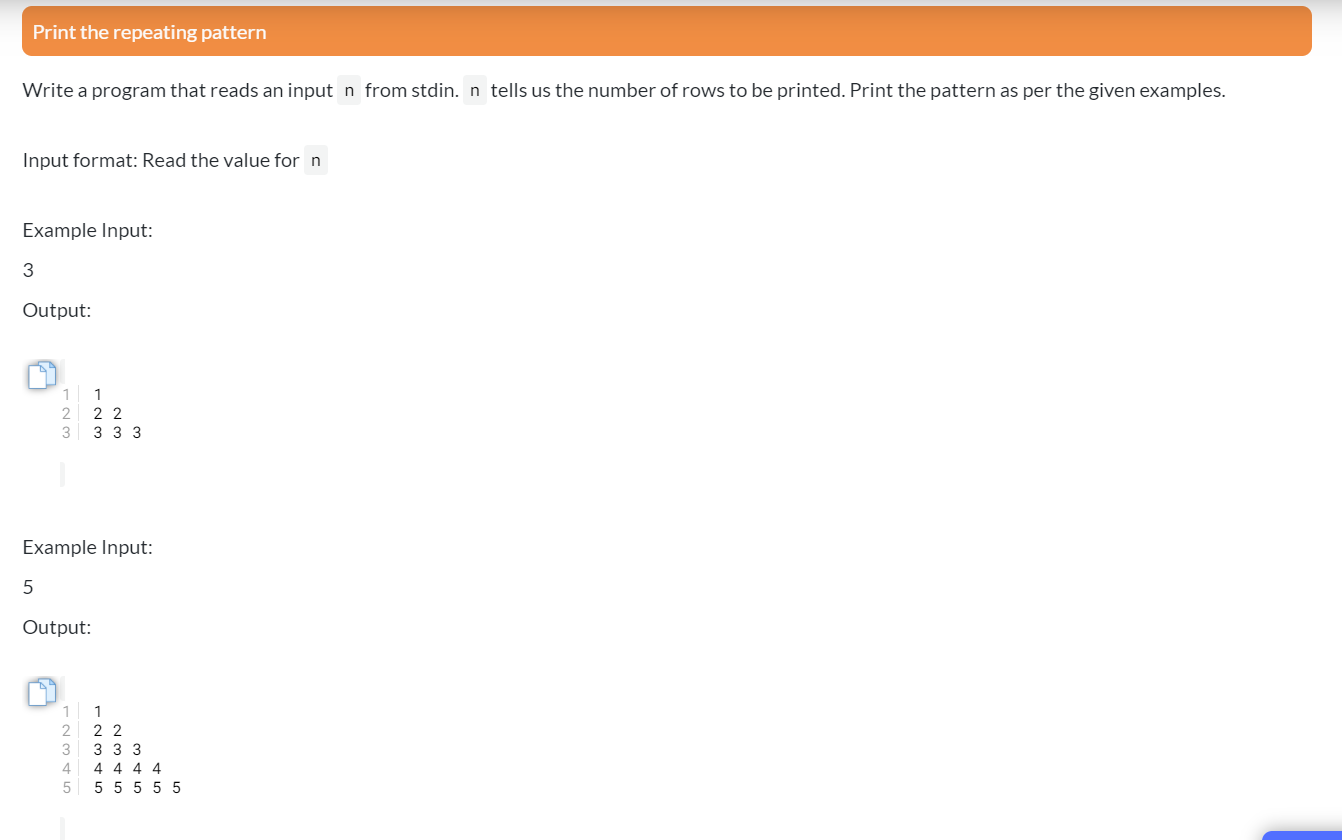 Print the repeating pattern
Write a program that reads an input n from stdin. n tells us the number of rows to be printed. Print the pattern as per the given examples.
Input format: Read the value for n
Example Input:
3
Output:
1 1
2 2 2
3 3 3 3
Example Input:
5
Output:
1 1
2 2 2
3 3 3 3
4 4 4 4 4
5 5 5 5 5 5